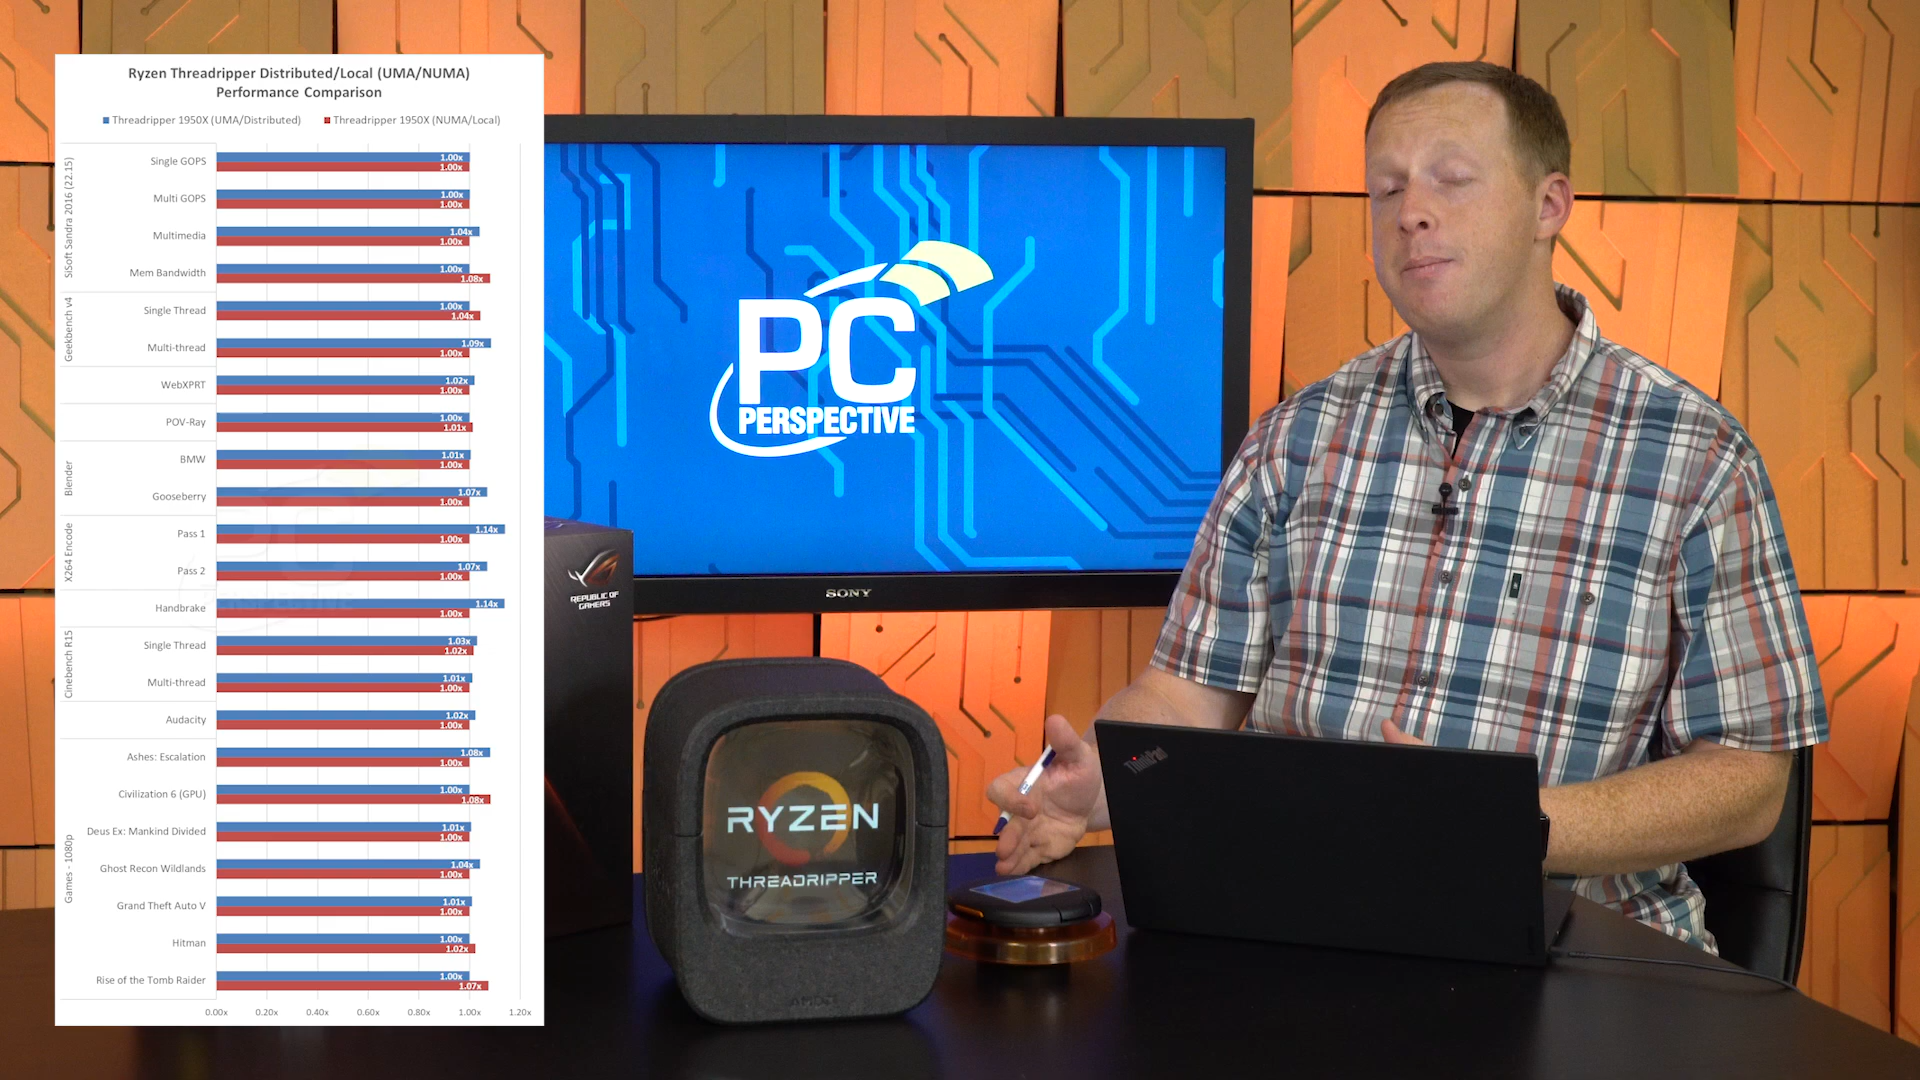 Ryzen Threadripper Distributed/Local (UMA/NUMA)
Performance Comparison
Threadripper 1950X (UMA/Distributed) Threadripper 1950X (NUMA/Local)
SiSoft Sandra 2016 (22.15)
Single GOPS 1.00x
1.00x
Multi GOPS 1.00x
1.00x
Multimedia 1.04x
1.00x
Mem Bandwidth 1.00x
1.08x
Geekbench v4
Single Thread 1.00x
1.04x
Multi-thread 1.09x
1.00x
WebXPRT 1.02x
1.00x
POV-Ray 1.00x
1.01x
Blender
BMW 1.01x
1.00x
Gooseberry 1.07x
1.00x
X264 Encode
Pass 1 1.14x
1.00x
Pass 2 1.07x
1.00x
Handbrake 1.14x
1.00x
Cinebench R15
Single Thread 1.03x
1.02x
Multi-thread 1.01x
1.00x
Audacity 1.02x
1.00x
Games - 1080p
Ashes: Escalation 1.08x
1.00x
Civilization 6 (GPU) 1.00x
1.08x
Deus Ex: Mankind Divided 1.01x
1.00x
Ghost Recon Wildlands 1.04x
1.00x
Grand Theft Auto V 1.01x
1.00x
Hitman 1.00x
1.02x
Rise of the Tomb Raider 1.00x
1.07x
0.00x 0.20x 0.40x 0.60x 0.80x 1.00x 1.20x
PC
PERSPECTIVE
SONY
REPUBLIC OF
GAMERS
RYZEN
THREADRIPPER
AMD
ThinkPad